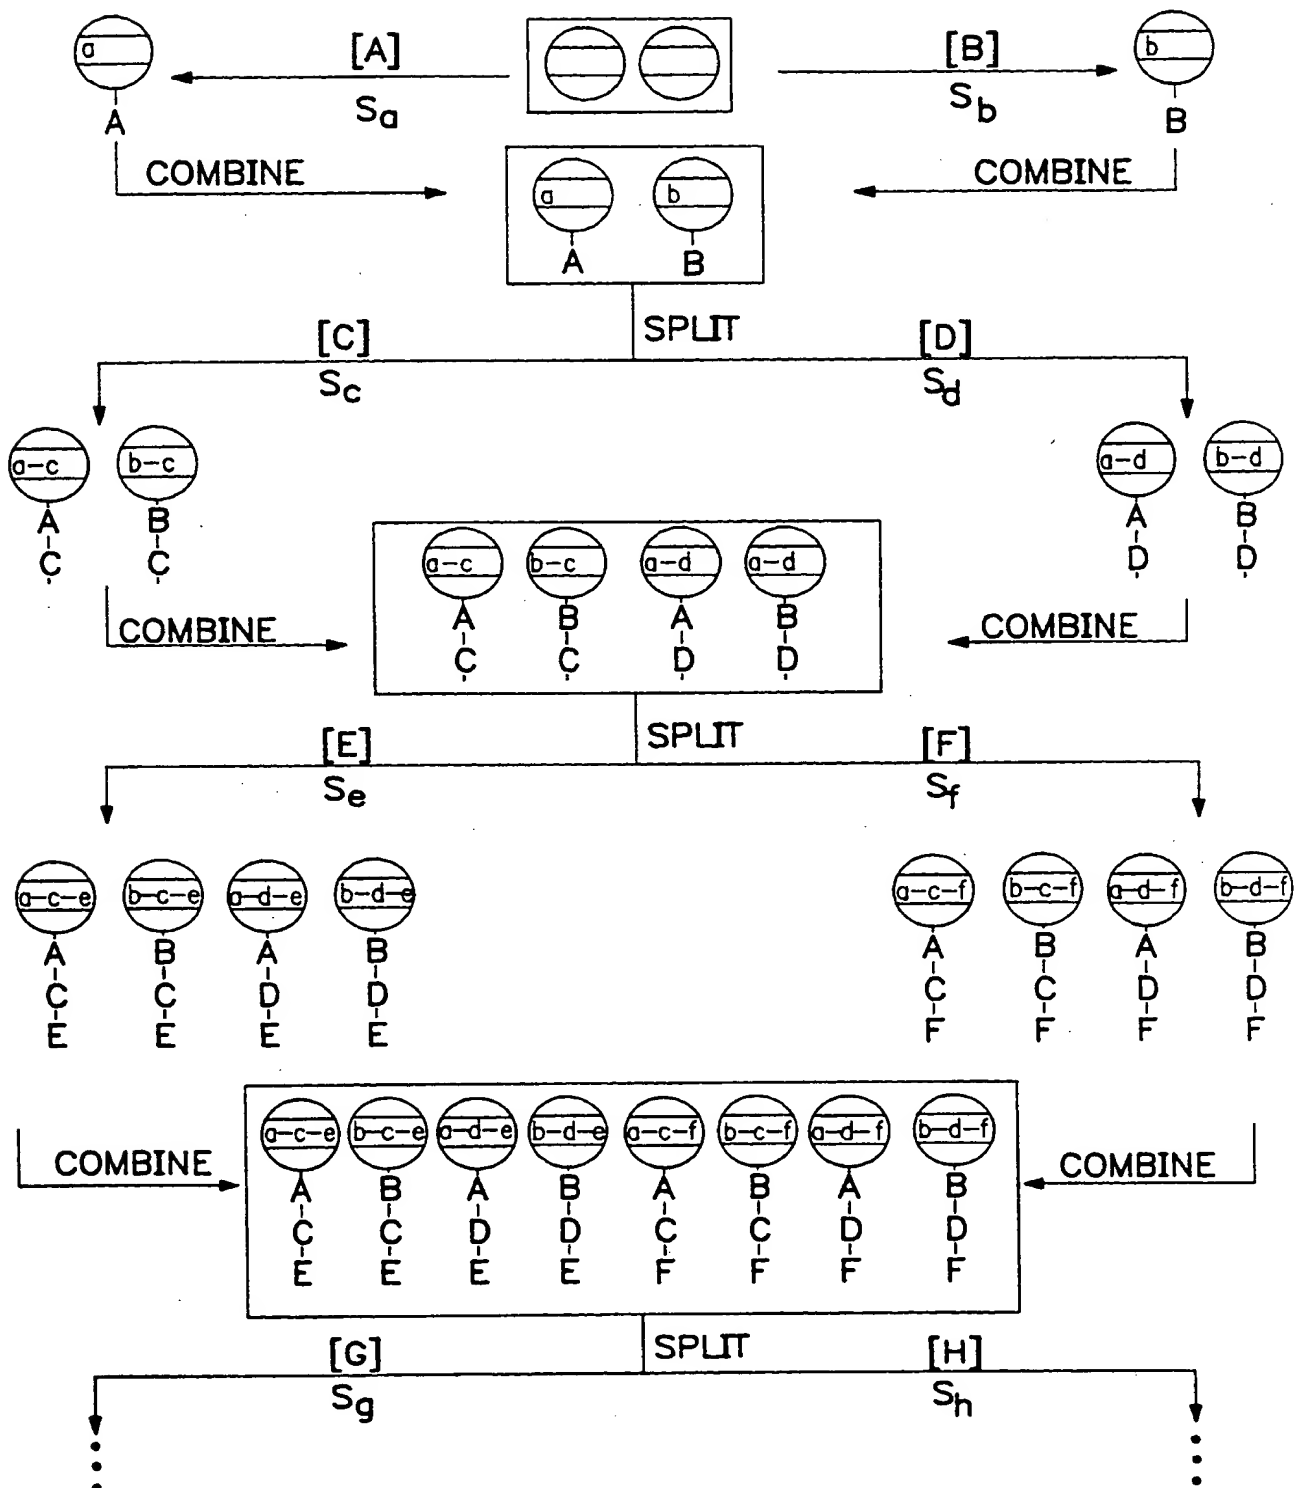 a [A] [B] b
Sa Sb
A B
COMBINE COMBINE
a b
A B
SPLIT
[C] [D]
Sc Sd
a-c b-c a-d b-d
A B A B
C C D D
a-c b-c a-d a-d
A B A B
C C D D
COMBINE COMBINE
SPLIT
[E] [F]
Se Sf
a-c-e b-c-e a-d-e b-d-e a-c-f b-c-f a-d-f b-d-f
A B A B A B A B
C C D D C C D D
E E E E F F F F
a-c-e b-c-e a-d-e b-d-e a-c-f b-c-f a-d-f b-d-f
COMBINE COMBINE
A B A B A B A B
C C D D C C D D
E E E E F F F F
SPLIT
[G] [H]
Sg Sh